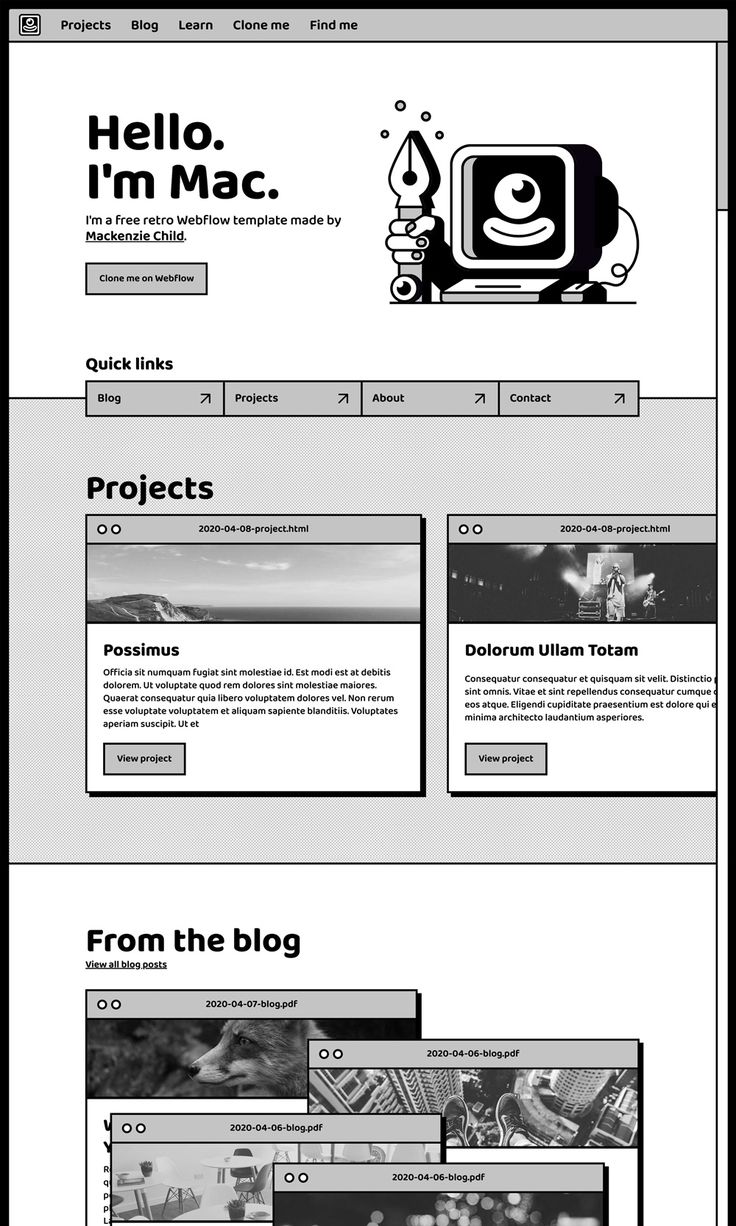 Projects Blog Learn Clone me Find me
Hello.
I'm Mac.
I'm a free retro Webflow template made by
Mackenzie Child.
Clone me on Webflow
Quick links
Blog Projects About Contact
Projects
2020-04-08-project.html
Possimus
Officia sit numquam fugiat sint molestiae id. Est modi est at debitis
dolorem. Ut voluptate quod rem dolores sint molestiae maiores.
Quaerat consequatur quia libero voluptatem dolores vel. Non rerum
esse voluptate voluptatem et aliquam sapiente blanditiis. Voluptates
aperiam suscipit. Ut et
View project
2020-04-08-project.html
Dolorum Ullam Totam
Consequatur consequatur et quisquam sit velit. Distinctio
sint omnis. Vitae et sint repellendus consequatur cumque
eos atque. Eligendi cupiditate praesentium est dolore qui
minima architecto laudantium asperiores.
View project
From the blog
View all blog posts
2020-04-07-blog.pdf
2020-04-06-blog.pdf
2020-04-06-blog.pdf
2020-04-06-blog.pdf